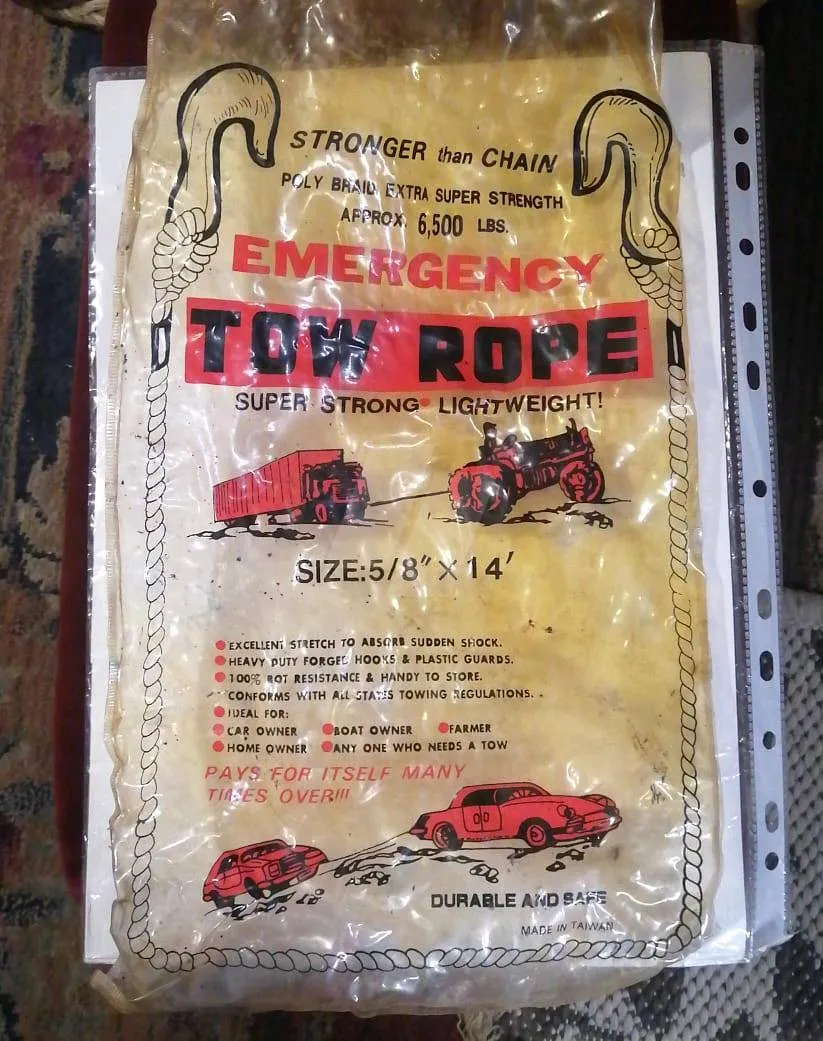 STRONGER than CHAIN
POLY BRAID EXTRA SUPER STRENGTH
APPROX. 6,500 LBS.
EMERGENCY
TOW ROPE
SUPER STRONG LIGHTWEIGHT!
SIZE:5/8" X 14'
EXCELLENT STRETCH TO ABSORB SUDDEN SHOCK.
HEAVY DUTY FORGED HOOKS & PLASTIC GUARDS.
100% ROT RESISTANCE & HANDY TO STORE.
CONFORMS WITH ALL STATES TOWING REGULATIONS.
IDEAL FOR:
CAR OWNER BOAT OWNER FARMER
HOME OWNER ANY ONE WHO NEEDS A TOW
PAYS FOR ITSELF MANY
TIMES OVER!!!
DURABLE AND SAFE
MADE IN TAIWAN